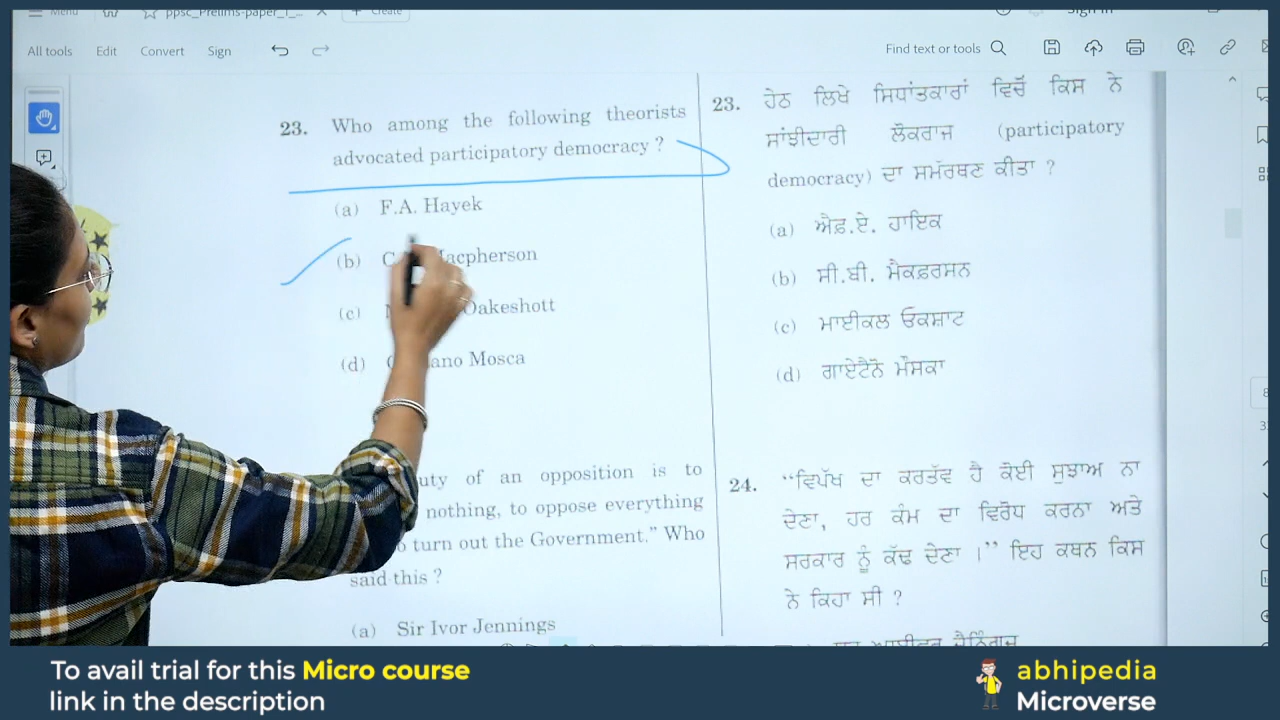 Menu
ppsc_Prelims-paper_1_...
Create
Sign in
All tools Edit Convert Sign
Find text or tools
23. Who among the following theorists
advocated participatory democracy ?
(a) F.A. Hayek
(b) Macpherson
(c) Oakeshott
(d) Mosca
uty of an opposition is to
nothing, to oppose everything
turn out the Government.” Who
said this ?
(a) Sir Ivor Jennings
23. ਹੇਠ ਲਿਖੇ ਸਿਧਾਂਤਕਾਰਾਂ ਵਿਚੋਂ ਕਿਸ ਨੇ
ਸਾਂਝੀਦਾਰੀ ਲੋਕਰਾਜ (participatory
democracy) ਦਾ ਸਮੱਰਥਣ ਕੀਤਾ ?
(a) ਐਫ਼.ਏ. ਹਾਇਕ
(b) ਸੀ.ਬੀ. ਮੈਕਫ਼ਰਸਨ
(c) ਮਾਈਕਲ ਓਕਸ਼ਾਟ
(d) ਗਾਏਟੈਨੋ ਮੌਸਕਾ
24. “ਵਿਪੱਖ ਦਾ ਕਰਤੱਵ ਹੈ ਕੋਈ ਸੁਝਾਅ ਨਾ
ਦੇਣਾ, ਹਰ ਕੰਮ ਦਾ ਵਿਰੋਧ ਕਰਨਾ ਅਤੇ
ਸਰਕਾਰ ਨੂੰ ਕੱਢ ਦੇਣਾ ।” ਇਹ ਕਥਨ ਕਿਸ
ਨੇ ਕਿਹਾ ਸੀ ?
To avail trial for this Micro course
link in the description
abhipedia
Microverse